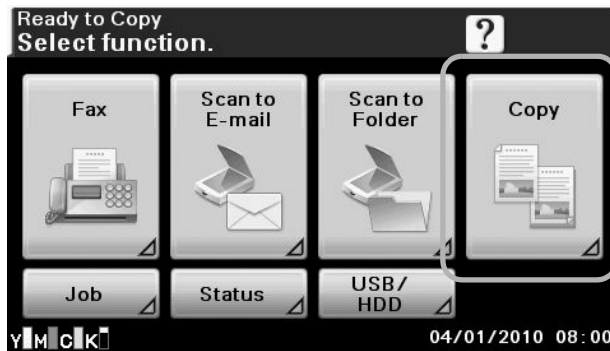 Ready to Copy
Select function.
?
Fax
Scan to
E-mail
Scan to
Folder
Copy
Job
Status
USB/
HDD
Y M C K
04/01/2010 08:00